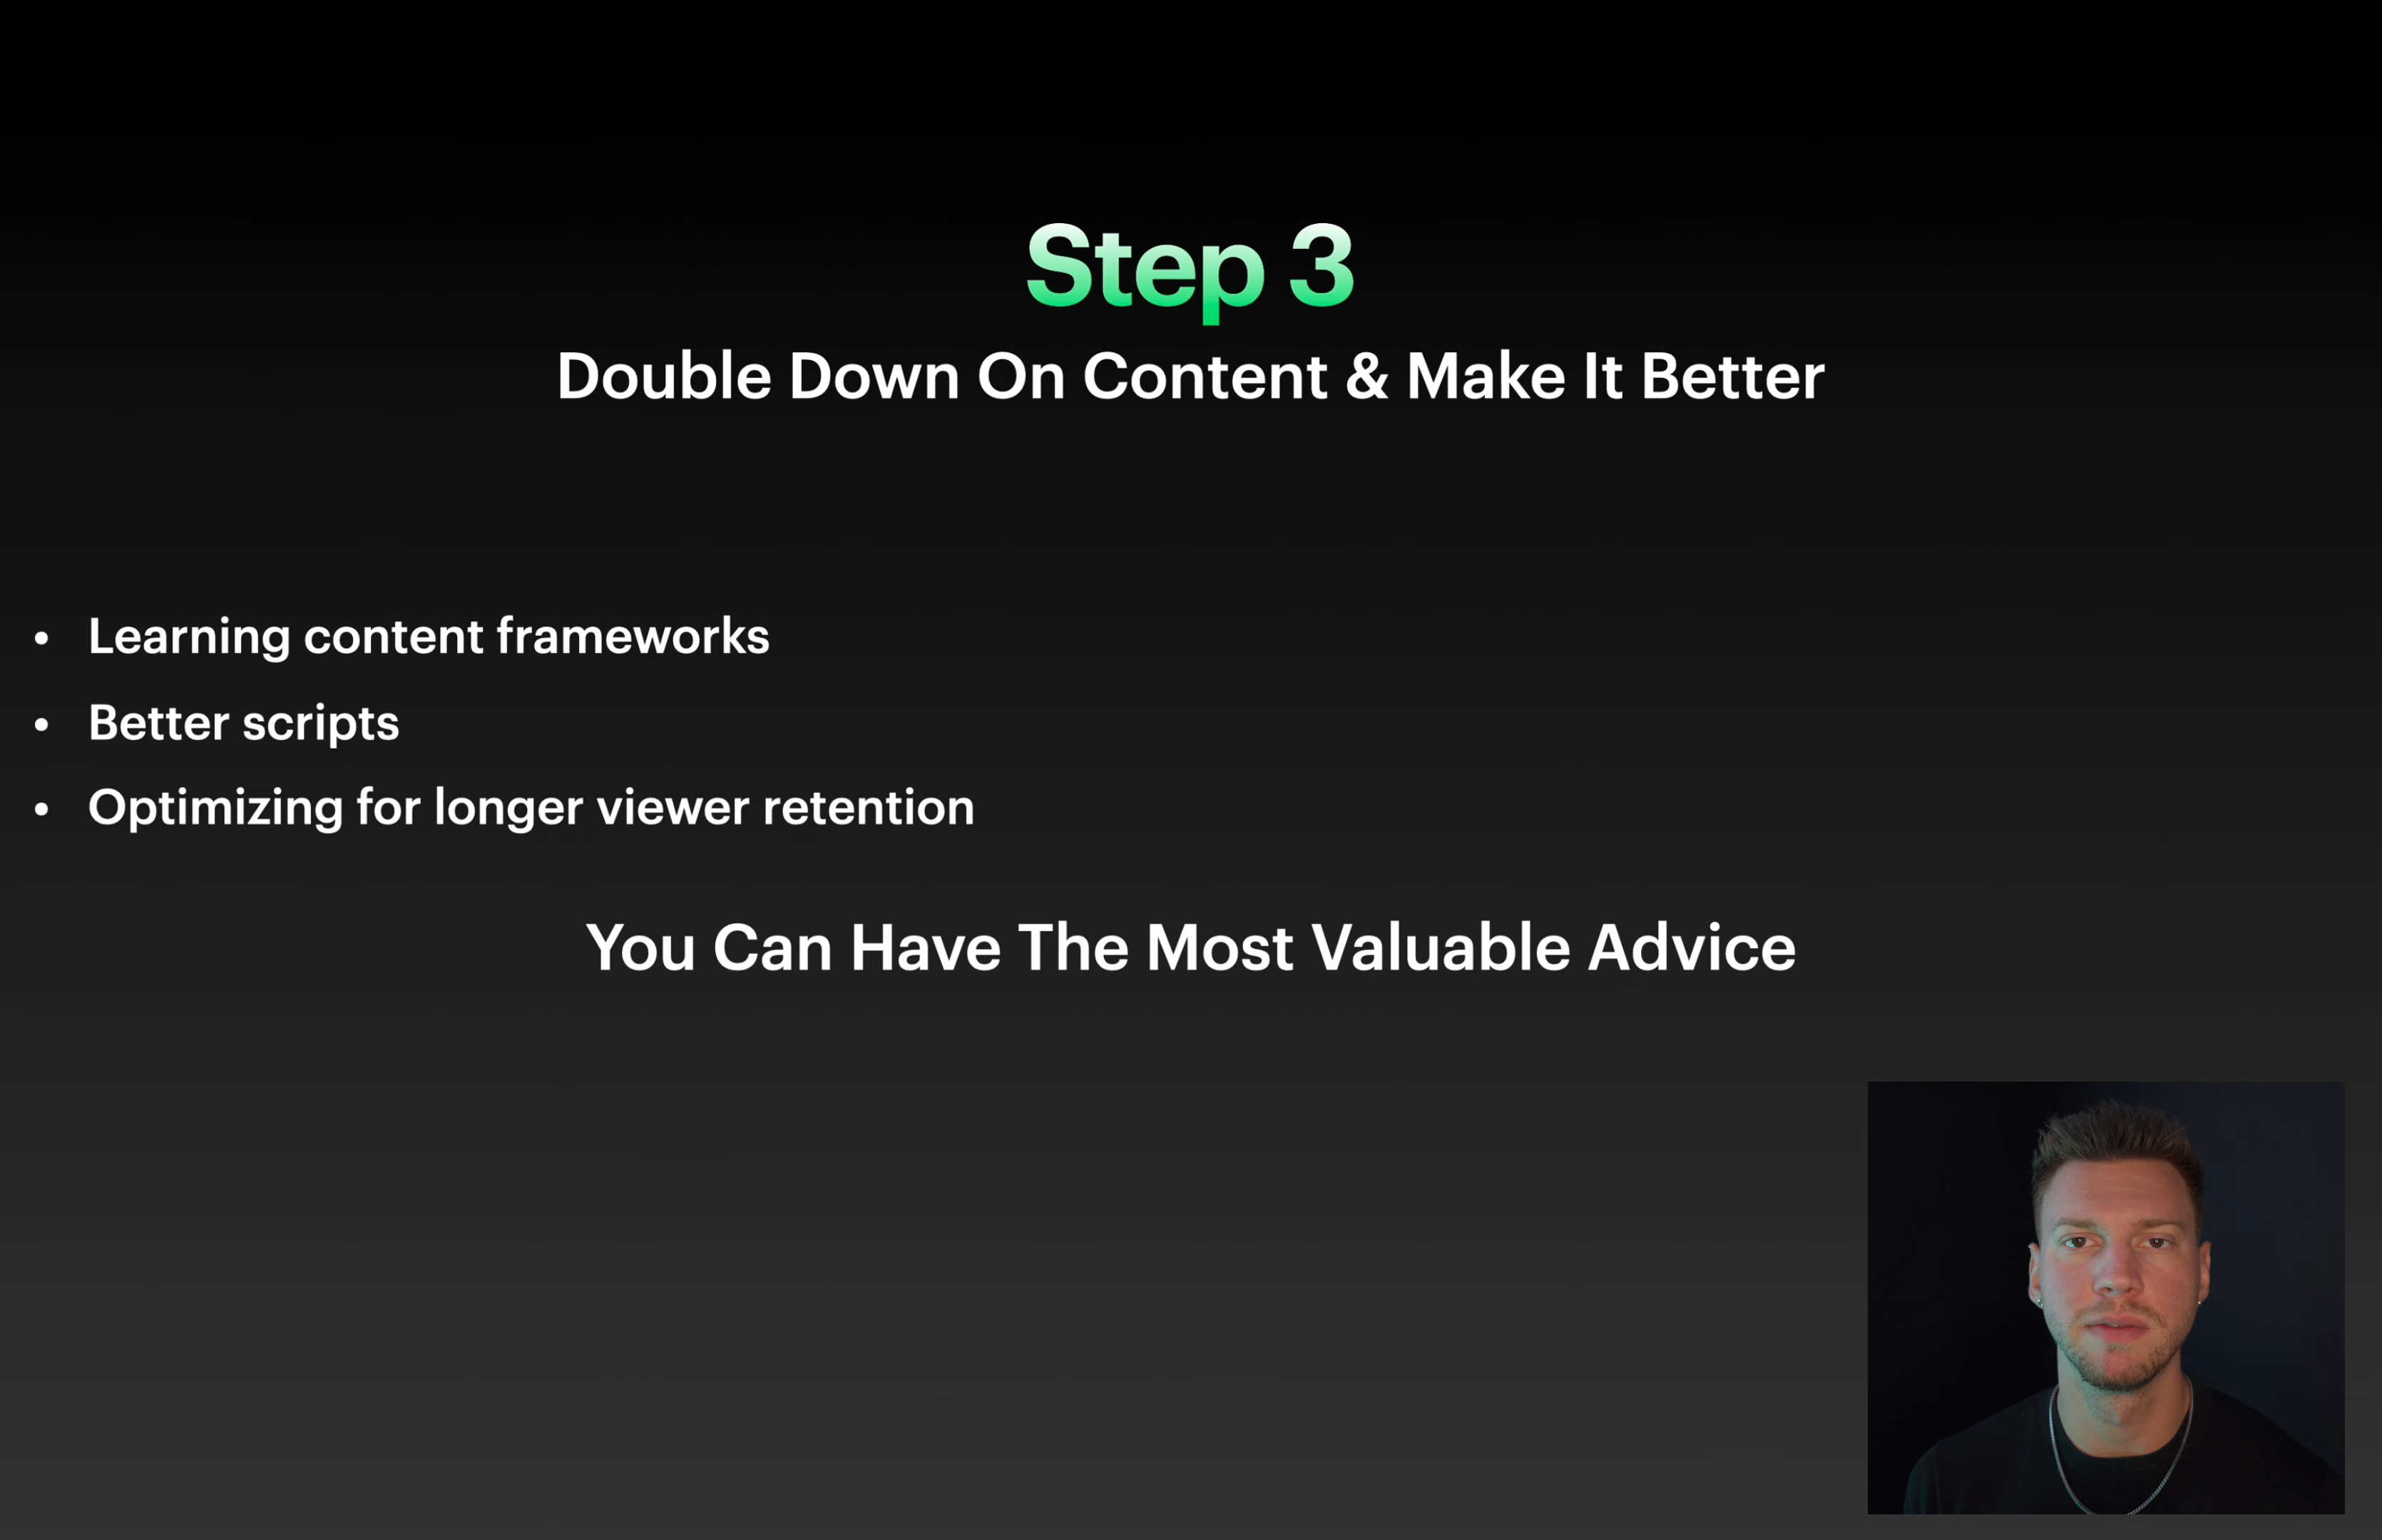 Step 3
Double Down On Content & Make It Better
• Learning content frameworks
• Better scripts
• Optimizing for longer viewer retention
You Can Have The Most Valuable Advice